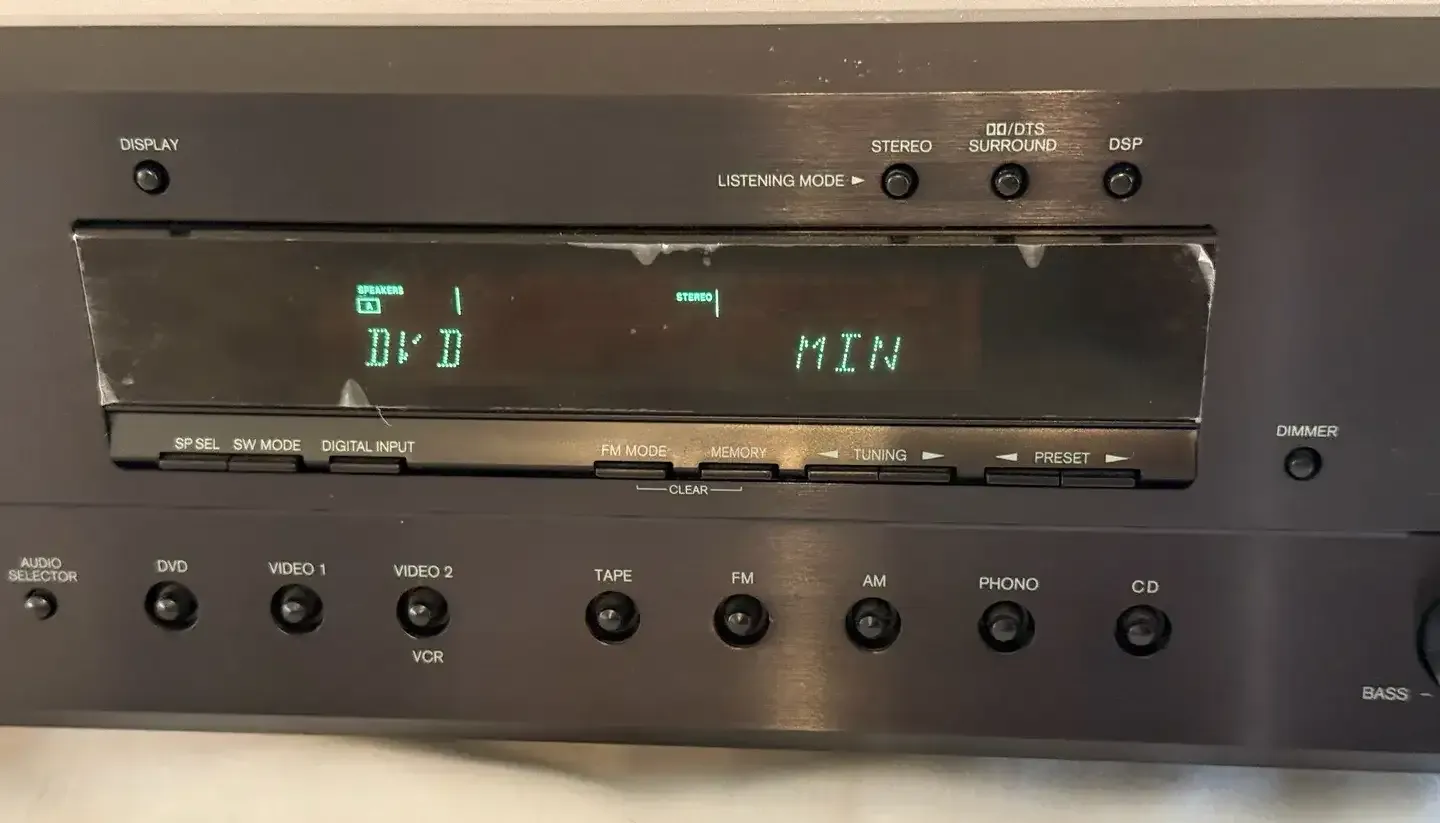 DISPLAY
LISTENING MODE ►
STEREO
DD/DTS
SURROUND
DSP
SPEAKERS
A
STEREO
DVD MIN
SP SEL SW MODE DIGITAL INPUT FM MODE MEMORY ◄ TUNING ► ◄ PRESET ►
CLEAR
DIMMER
AUDIO
SELECTOR
DVD
VIDEO 1
VIDEO 2
VCR
TAPE
FM
AM
PHONO
CD
BASS –